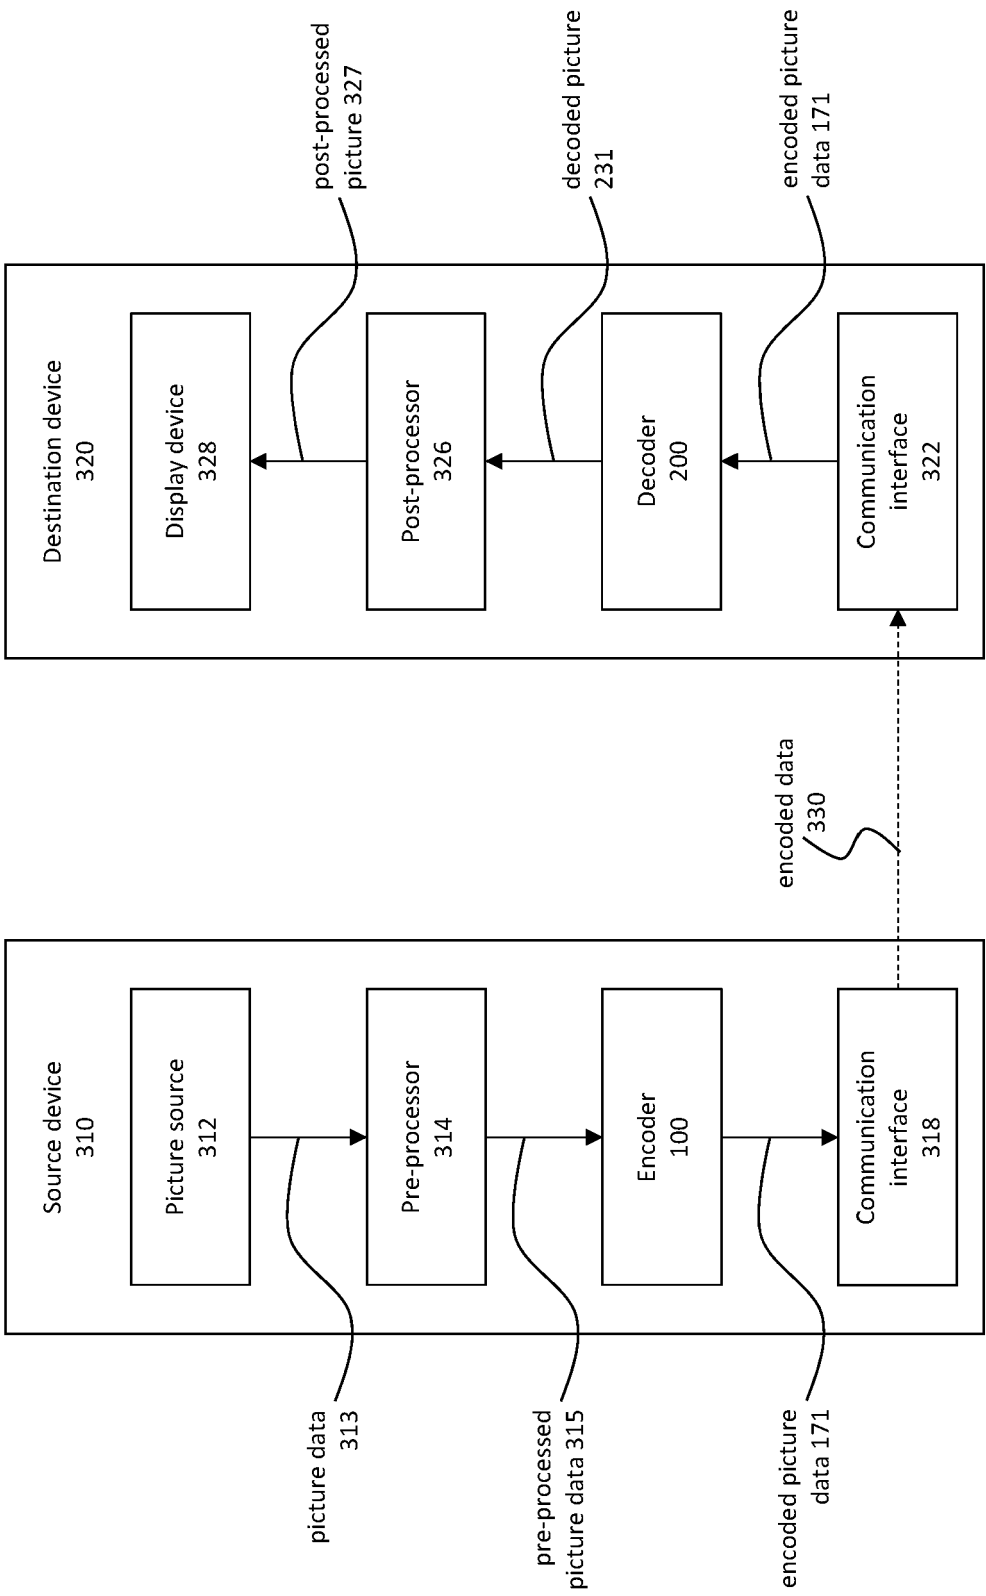 Source device
310
Picture source
312
picture data
313
Pre-processor
314
pre-processed
picture data 315
Encoder
100
encoded picture
data 171
Communication
interface
318
encoded data
330
Destination device
320
Display device
328
post-processed
picture 327
Post-processor
326
decoded picture
231
Decoder
200
encoded picture
data 171
Communication
interface
322